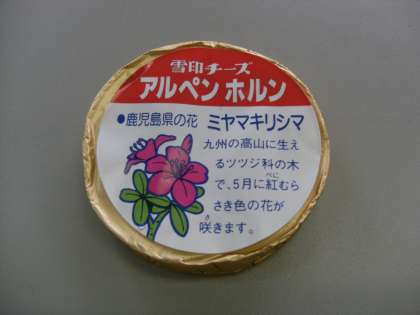 雪印チーズ
アルペン ホルン
●鹿児島県の花 ミヤマキリシマ
九州の高山に生え
るツツジ科の木
べに
で、5月に紅むら
さき色の花が
さ
咲きます。